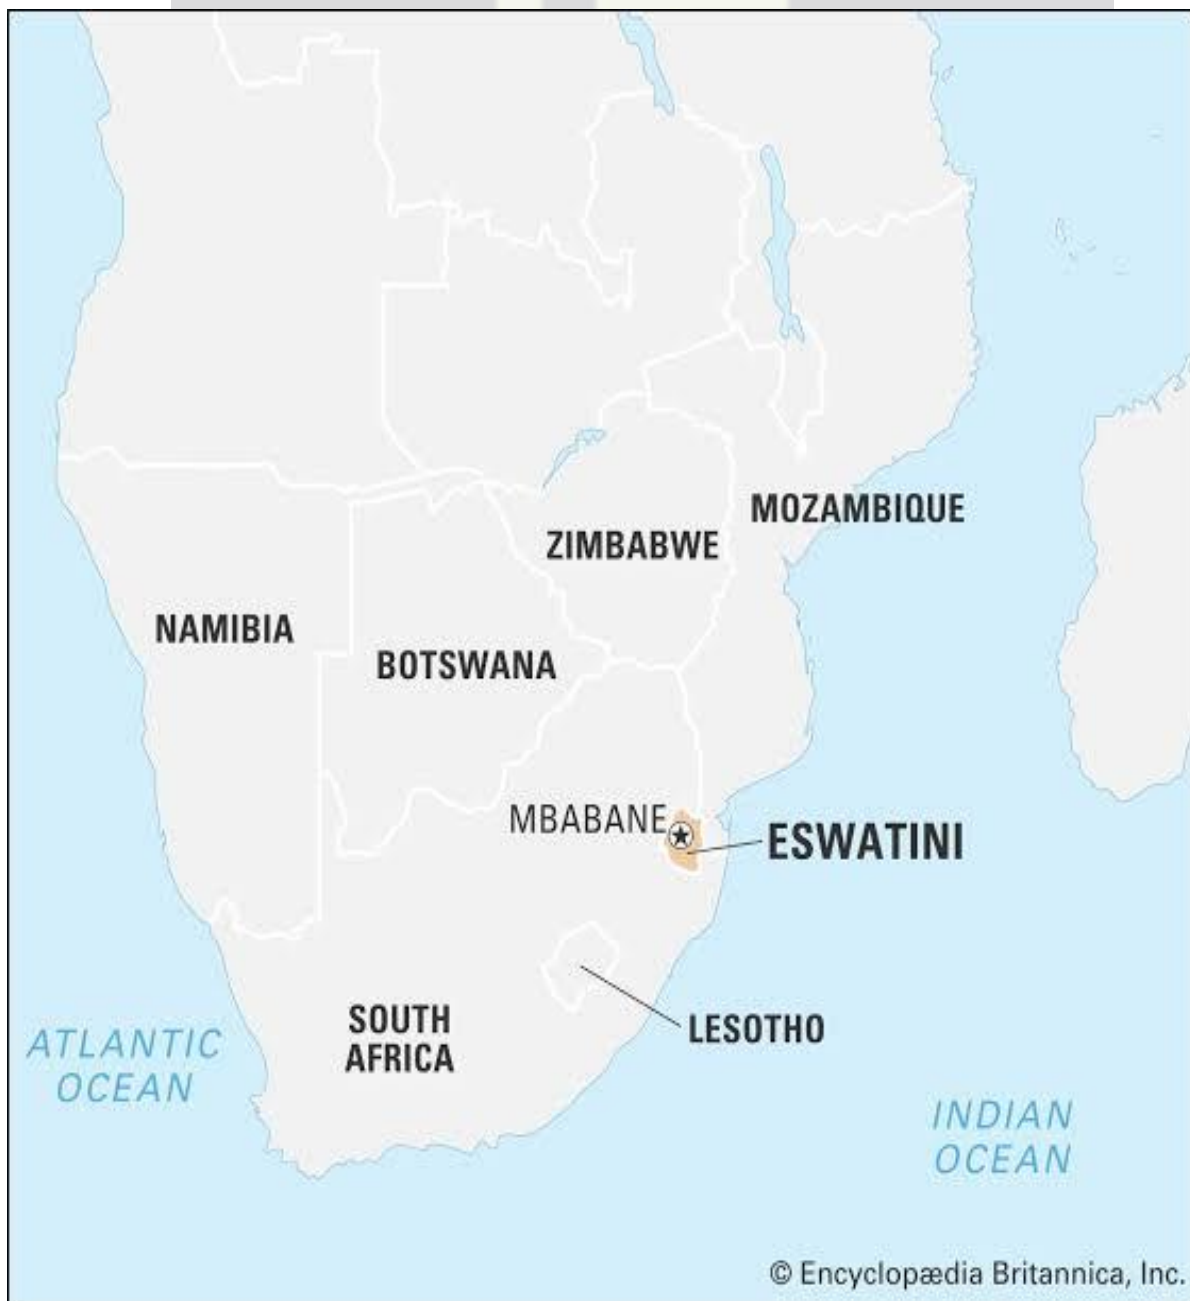 MOZAMBIQUE
ZIMBABWE
NAMIBIA
BOTSWANA
MBABANE
ESWATINI
SOUTH
AFRICA
LESOTHO
ATLANTIC
OCEAN
INDIAN
OCEAN
© Encyclopædia Britannica, Inc.